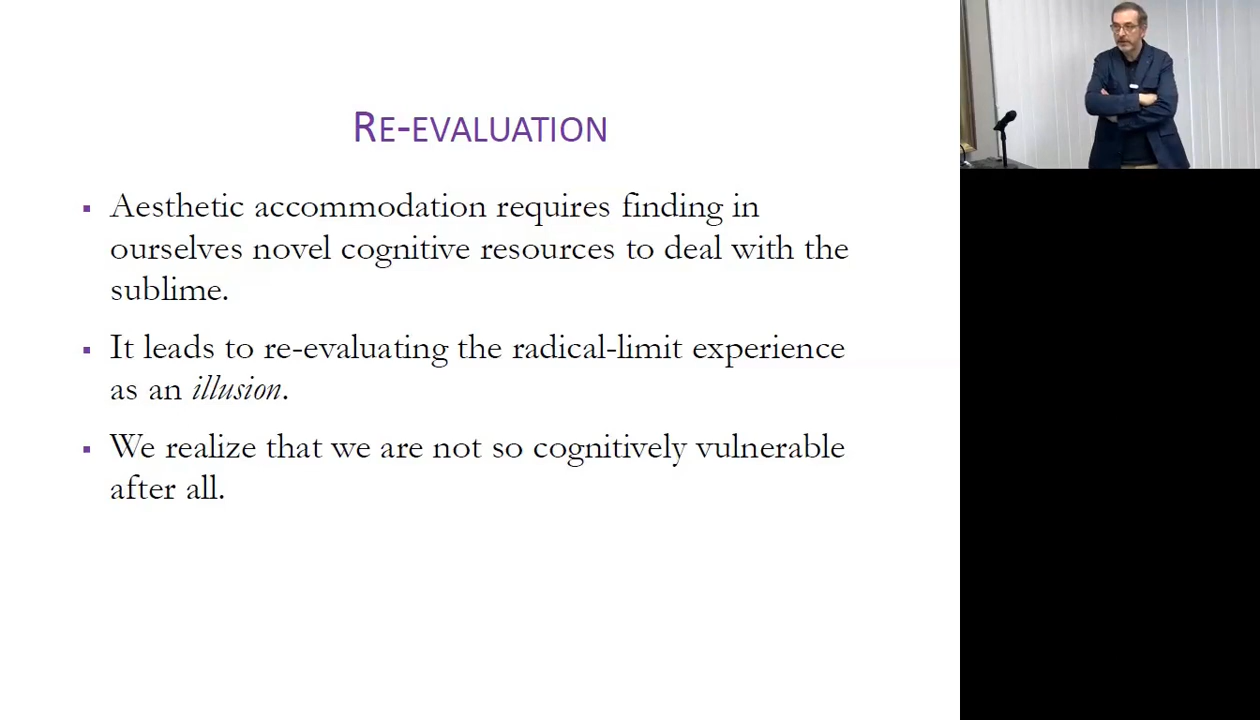 RE-EVALUATION
▪ Aesthetic accommodation requires finding in
ourselves novel cognitive resources to deal with the
sublime.
▪ It leads to re-evaluating the radical-limit experience
as an illusion.
▪ We realize that we are not so cognitively vulnerable
after all.